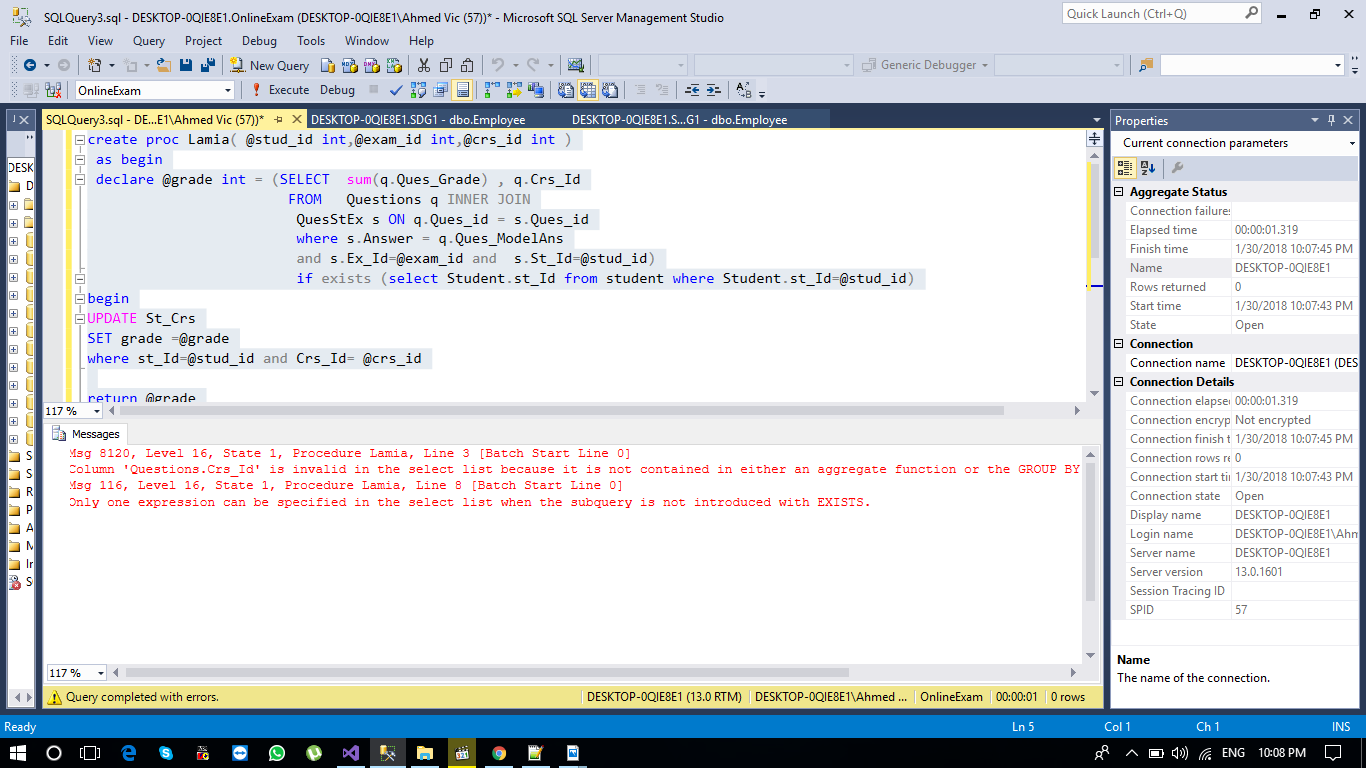 SQLQuery3.sql - DESKTOP-0QIE8E1.OnlineExam (DESKTOP-0QIE8E1\Ahmed Vic (57))* - Microsoft SQL Server Management Studio
Quick Launch (Ctrl+Q)
File Edit View Query Project Debug Tools Window Help
New Query
Generic Debugger
OnlineExam
Execute Debug
SQLQuery3.sql - DE...E1\Ahmed Vic (57))*
DESKTOP-0QIE8E1.SDG1 - dbo.Employee
DESKTOP-0QIE8E1.S...G1 - dbo.Employee
create proc Lamia( @stud_id int,@exam_id int,@crs_id int )
as begin
declare @grade int = (SELECT sum(q.Ques_Grade) , q.Crs_Id
FROM Questions q INNER JOIN
QuesStEx s ON q.Ques_id = s.Ques_id
where s.Answer = q.Ques_ModelAns
and s.Ex_Id=@exam_id and s.St_Id=@stud_id)
if exists (select Student.st_Id from student where Student.st_Id=@stud_id)
begin
UPDATE St_Crs
SET grade =@grade
where st_Id=@stud_id and Crs_Id= @crs_id
return @grade
117 %
Messages
Msg 8120, Level 16, State 1, Procedure Lamia, Line 3 [Batch Start Line 0]
Column 'Questions.Crs_Id' is invalid in the select list because it is not contained in either an aggregate function or the GROUP BY
Msg 116, Level 16, State 1, Procedure Lamia, Line 8 [Batch Start Line 0]
Only one expression can be specified in the select list when the subquery is not introduced with EXISTS.
117 %
Query completed with errors.
DESKTOP-0QIE8E1 (13.0 RTM)
DESKTOP-0QIE8E1\Ahmed ...
OnlineExam
00:00:01
0 rows
Properties
Current connection parameters
Aggregate Status
Connection failures
Elapsed time 00:00:01.319
Finish time 1/30/2018 10:07:45 PM
Name DESKTOP-0QIE8E1
Rows returned 0
Start time 1/30/2018 10:07:43 PM
State Open
Connection
Connection name DESKTOP-0QIE8E1 (DES
Connection Details
Connection elapse 00:00:01.319
Connection encryp Not encrypted
Connection finish t 1/30/2018 10:07:45 PM
Connection rows re 0
Connection start ti 1/30/2018 10:07:43 PM
Connection state Open
Display name DESKTOP-0QIE8E1
Login name DESKTOP-0QIE8E1\Ahm
Server name DESKTOP-0QIE8E1
Server version 13.0.1601
Session Tracing ID
SPID 57
Name
The name of the connection.
Ready
Ln 5
Col 1
Ch 1
INS
ENG
10:08 PM